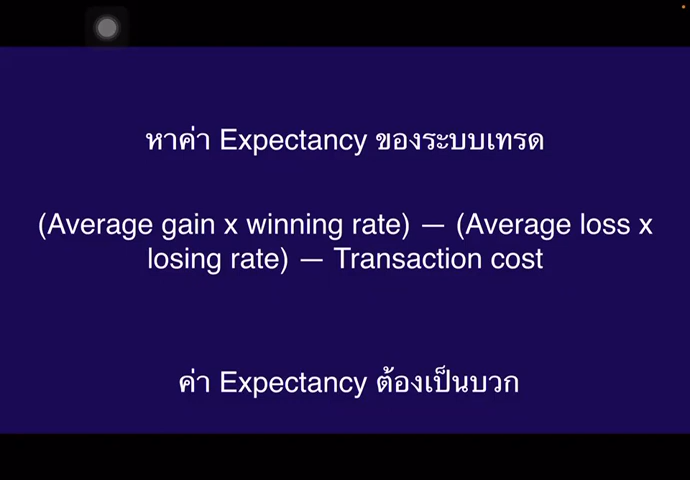 หาค่า Expectancy ของระบบเทรด
(Average gain x winning rate) — (Average loss x
losing rate) — Transaction cost
ค่า Expectancy ต้องเป็นบวก